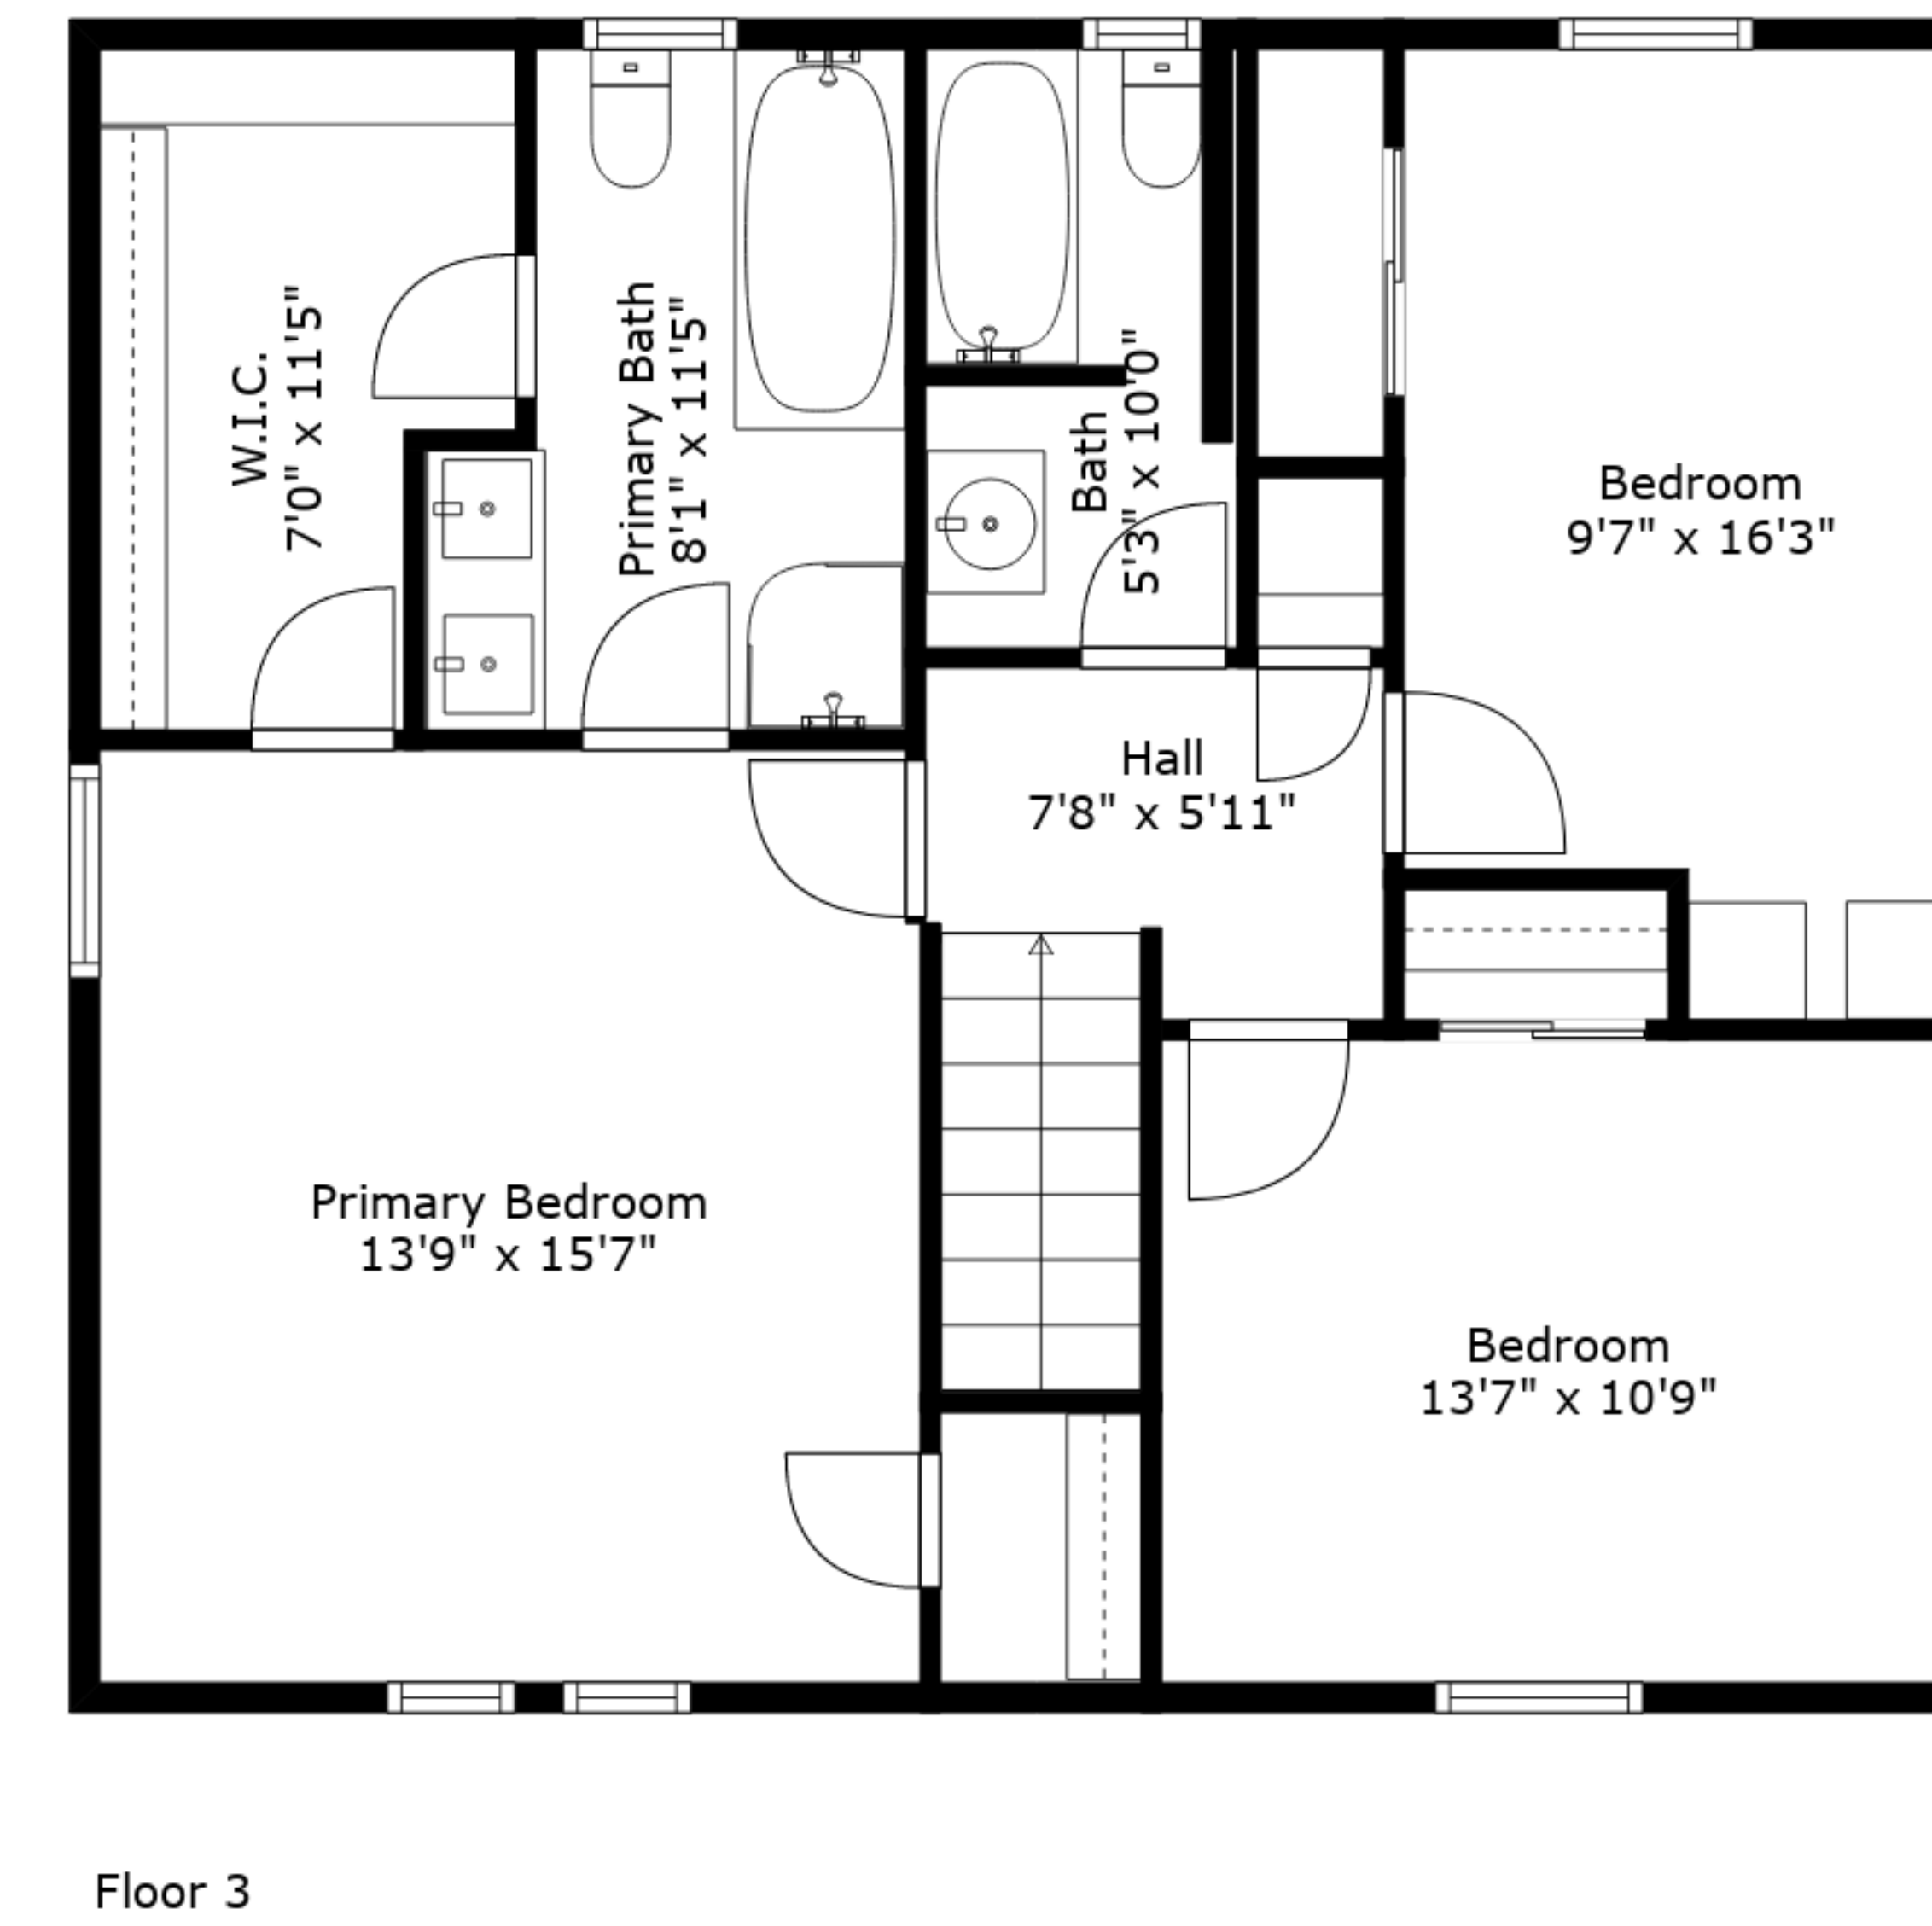 W.I.C.
7'0" x 11'5"
Primary Bath
8'1" x 11'5"
Bath
5'3" x 10'0"
Bedroom
9'7" x 16'3"
Hall
7'8" x 5'11"
Primary Bedroom
13'9" x 15'7"
Bedroom
13'7" x 10'9"
Floor 3